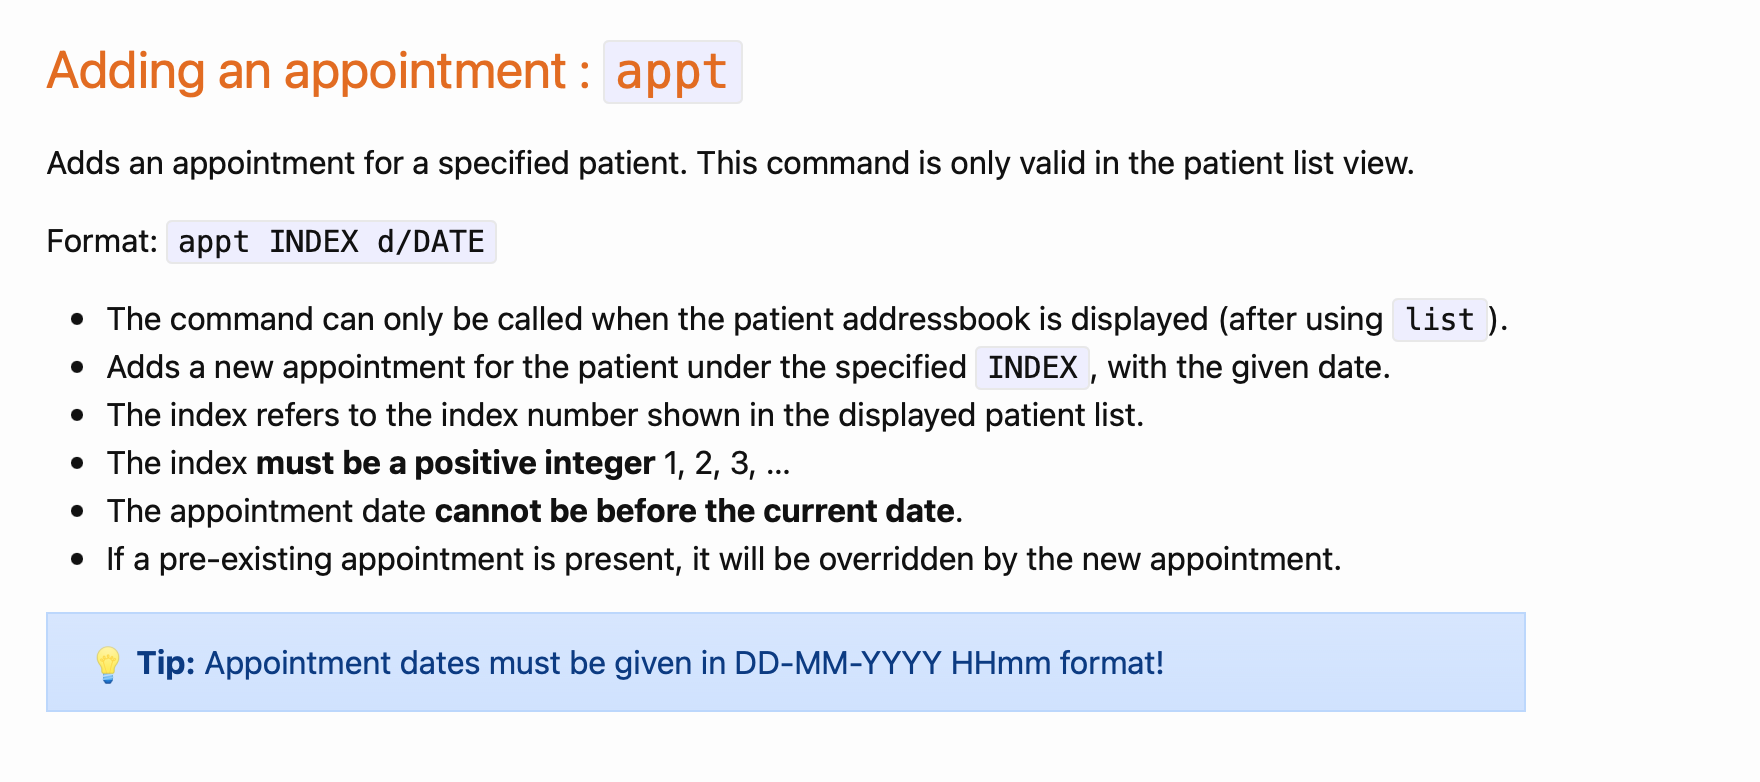 Adding an appointment : appt
Adds an appointment for a specified patient. This command is only valid in the patient list view.
Format: appt INDEX d/DATE
• The command can only be called when the patient addressbook is displayed (after using list ).
• Adds a new appointment for the patient under the specified INDEX , with the given date.
• The index refers to the index number shown in the displayed patient list.
• The index must be a positive integer 1, 2, 3, …
• The appointment date cannot be before the current date.
• If a pre-existing appointment is present, it will be overridden by the new appointment.
💡 Tip: Appointment dates must be given in DD-MM-YYYY HHmm format!